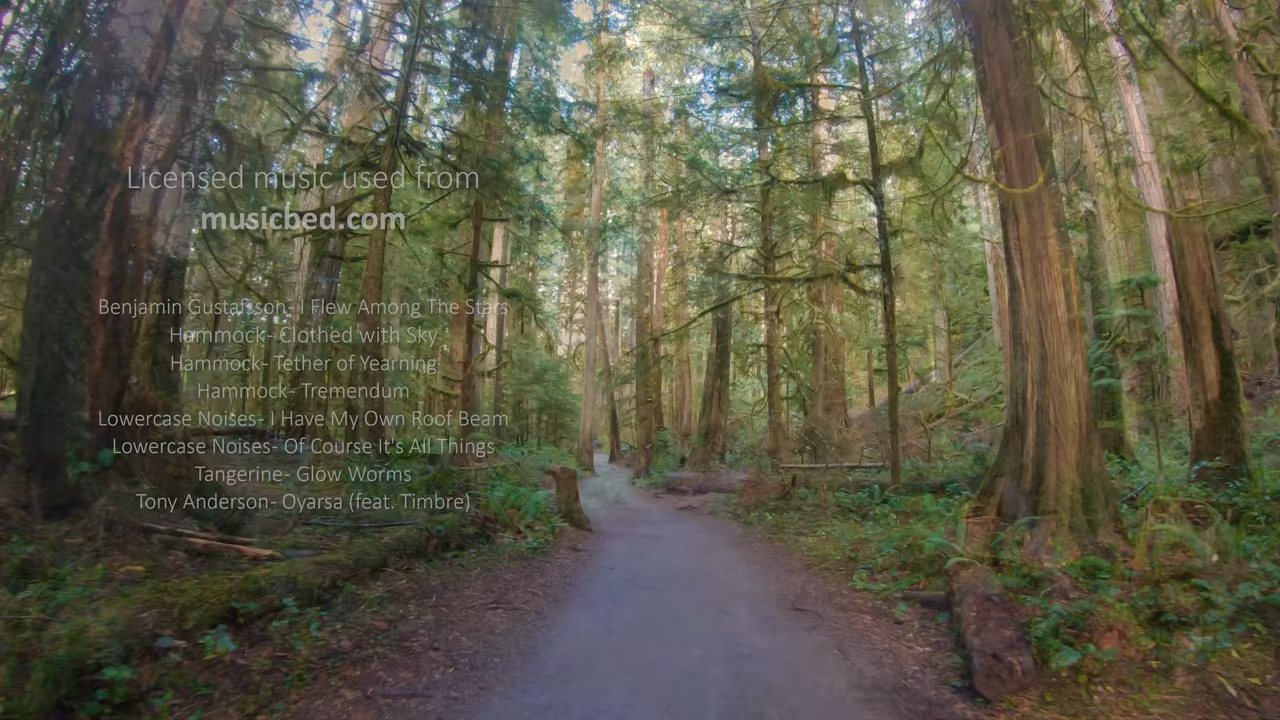 Licensed music used from
musicbed.com
Benjamin Gustafsson- I Flew Among The Stars
Hammock- Clothed with Sky
Hammock- Tether of Yearning
Hammock- Tremendum
Lowercase Noises- I Have My Own Roof Beam
Lowercase Noises- Of Course It's All Things
Tangerine- Glow Worms
Tony Anderson- Oyarsa (feat. Timbre)